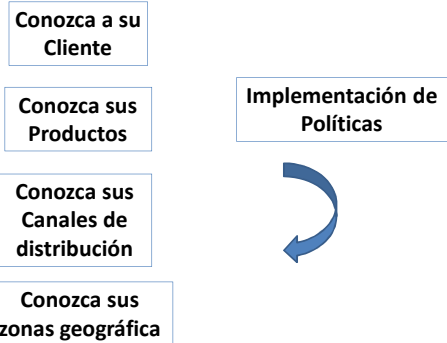 Conozca a su
Cliente
Conozca sus
Productos
Implementación de
Políticas
Conozca sus
Canales de
distribución
Conozca sus
zonas geográfica